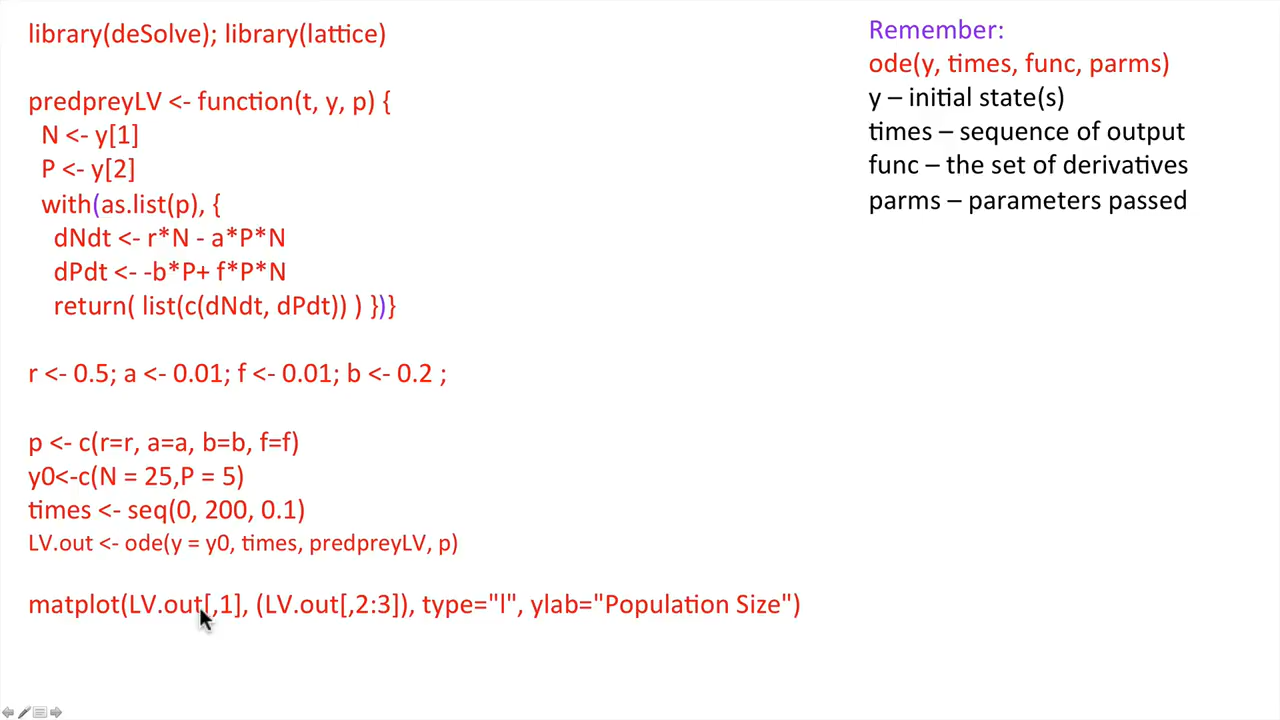 library(deSolve); library(lattice)
predpreyLV <- function(t, y, p) {
N <- y[1]
P <- y[2]
with(as.list(p), {
dNdt <- r*N - a*P*N
dPdt <- -b*P+ f*P*N
return( list(c(dNdt, dPdt)) ) })}
r <- 0.5; a <- 0.01; f <- 0.01; b <- 0.2 ;
p <- c(r=r, a=a, b=b, f=f)
y0<-c(N = 25,P = 5)
times <- seq(0, 200, 0.1)
LV.out <- ode(y = y0, times, predpreyLV, p)
matplot(LV.out[,1], (LV.out[,2:3]), type="l", ylab="Population Size")
Remember:
ode(y, times, func, parms)
y – initial state(s)
times – sequence of output
func – the set of derivatives
parms – parameters passed